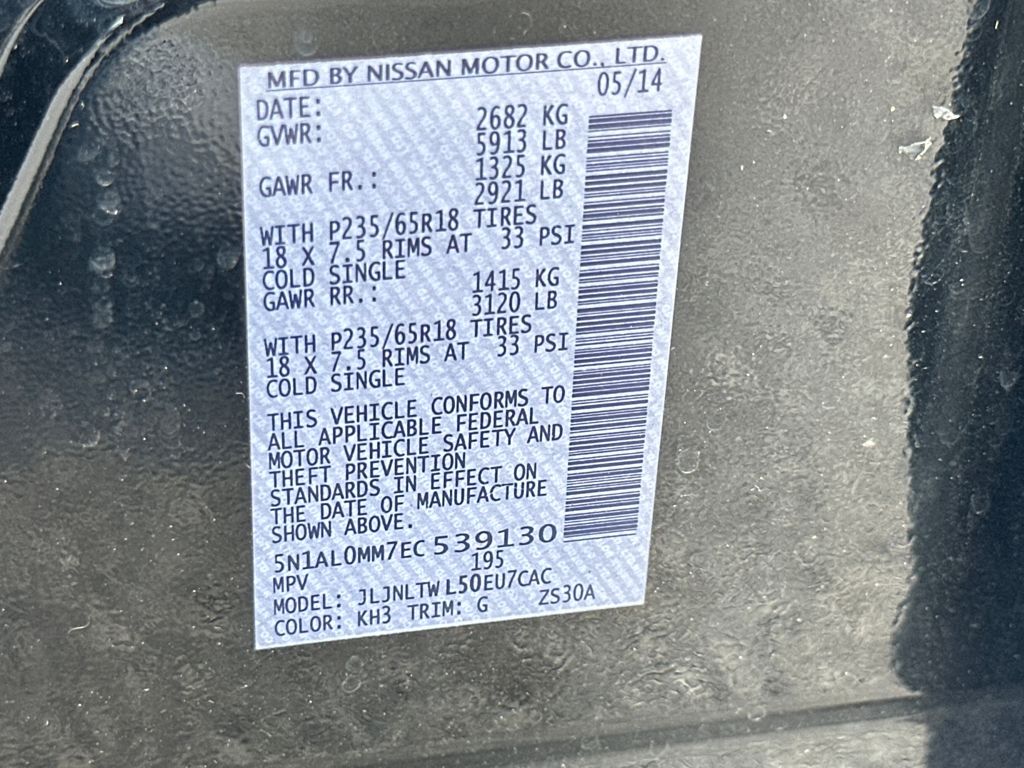 MFD BY NISSAN MOTOR CO., LTD.
DATE: 05/14
GVWR: 2682 KG
5913 LB
GAWR FR.: 1325 KG
2921 LB
WITH P235/65R18 TIRES
18 X 7.5 RIMS AT 33 PSI
COLD SINGLE
GAWR RR.: 1415 KG
3120 LB
WITH P235/65R18 TIRES
18 X 7.5 RIMS AT 33 PSI
COLD SINGLE
THIS VEHICLE CONFORMS TO
ALL APPLICABLE FEDERAL
MOTOR VEHICLE SAFETY AND
THEFT PREVENTION
STANDARDS IN EFFECT ON
THE DATE OF MANUFACTURE
SHOWN ABOVE.
5N1AL0MM7EC 539130
MPV 195
MODEL: JLJNLTW L50EU7CAC
COLOR: KH3 TRIM: G ZS30A